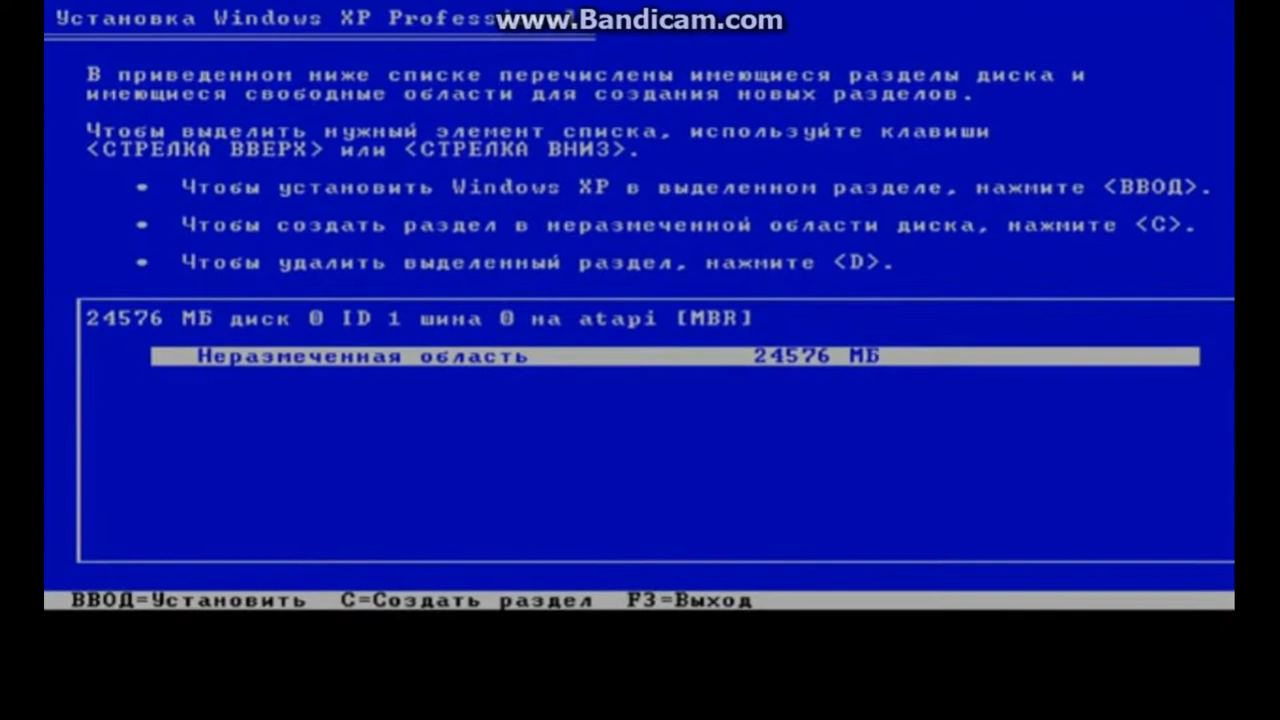 Установка Windows XP Profess
www.Bandicam.com
В приведенном ниже списке перечислены имеющиеся разделы диска и
имеющиеся свободные области для создания новых разделов.
Чтобы выделить нужный элемент списка, используйте клавиши
<СТРЕЛКА ВВЕРХ> или <СТРЕЛКА ВНИЗ>.
• Чтобы установить Windows XP в выделенном разделе, нажмите <ВВОД>.
• Чтобы создать раздел в неразмеченной области диска, нажмите <C>.
• Чтобы удалить выделенный раздел, нажмите <D>.
24576 МБ диск 0 ID 1 шина 0 на atapi [MBR]
Неразмеченная область 24576 МБ
ВВОД=Установить C=Создать раздел F3=Выход